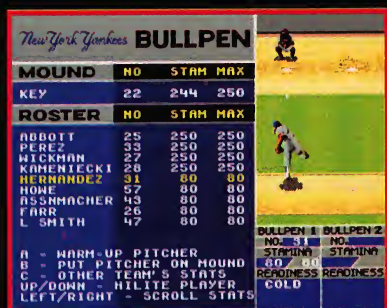 New York Yankees BULLPEN
MOUND NO STAM MAX
KEY 22 244 250
ROSTER NO STAM MAX
ABBOTT 25 250 250
PEREZ 33 250 250
WICKMAN 27 250 250
KAMENIECKI 28 250 250
HERNANDEZ 31 80 80
HOWE 57 80 80
ASSNMACHER 43 80 80
FARR 26 80 80
L SMITH 47 80 80
A - WARM-UP PITCHER
B - PUT PITCHER ON MOUND
C - OTHER TEAM'S STATS
UP/DOWN - HILITE PLAYER
LEFT/RIGHT - SCROLL STATS
BULLPEN 1 BULLPEN 2
NO. 31 NO.
STAMINA STAMINA
80 / 80 /
READINESS READINESS
COLD